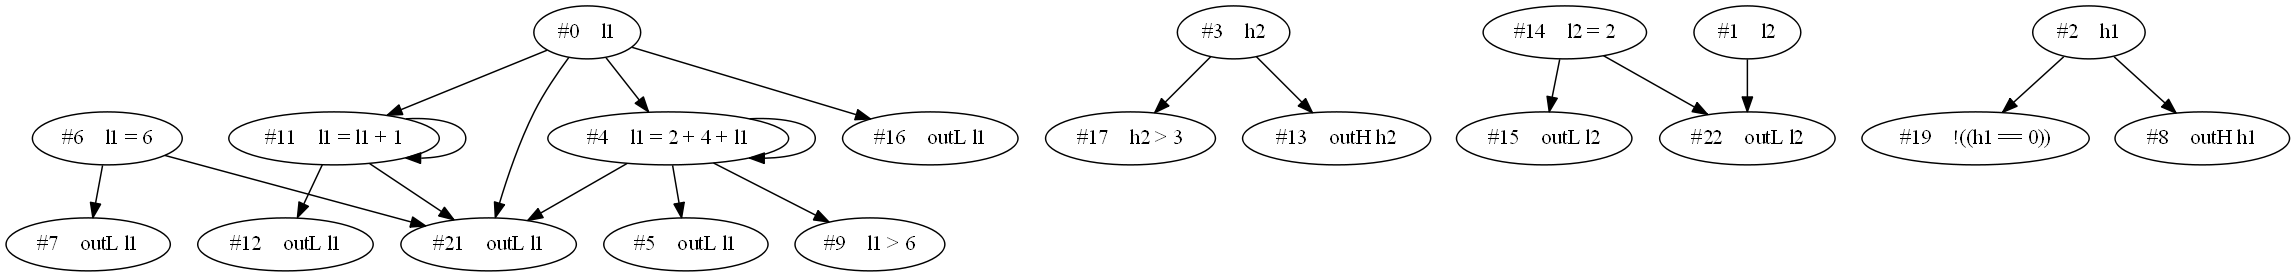 #0 l1
#3 h2
#14 l2 = 2
#1 l2
#2 h1
#6 l1 = 6
#11 l1 = l1 + 1
#4 l1 = 2 + 4 + l1
#16 outL l1
#17 h2 > 3
#13 outH h2
#15 outL l2
#22 outL l2
#19 !((h1 == 0))
#8 outH h1
#7 outL l1
#12 outL l1
#21 outL l1
#5 outL l1
#9 l1 > 6